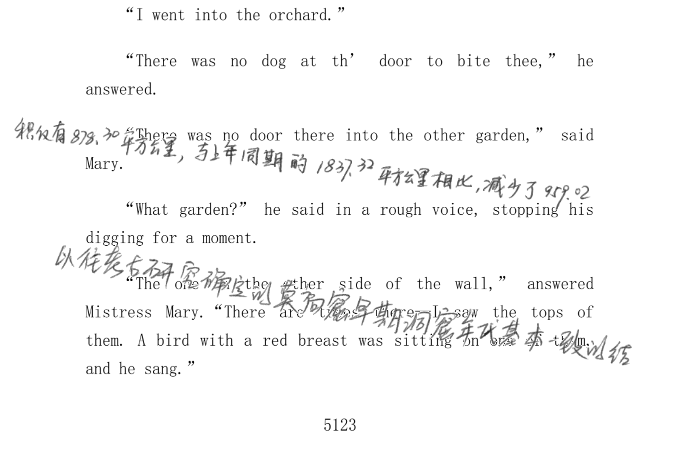 “I went into the orchard.”
“There was no dog at th’ door to bite thee,” he
answered.
“There was no door there into the other garden,” said
积仅有878.30平方公里，与上年同期的1837.32平方公里相比，减少了959.02
Mary.
“What garden?” he said in a rough voice, stopping his
digging for a moment.
以往考古研究确定的莫高窟早期洞窟年代基本一致的结
“The one on the other side of the wall,” answered
Mistress Mary. “There are trees there—I saw the tops of
them. A bird with a red breast was sitting on one of them,
and he sang.”
5123